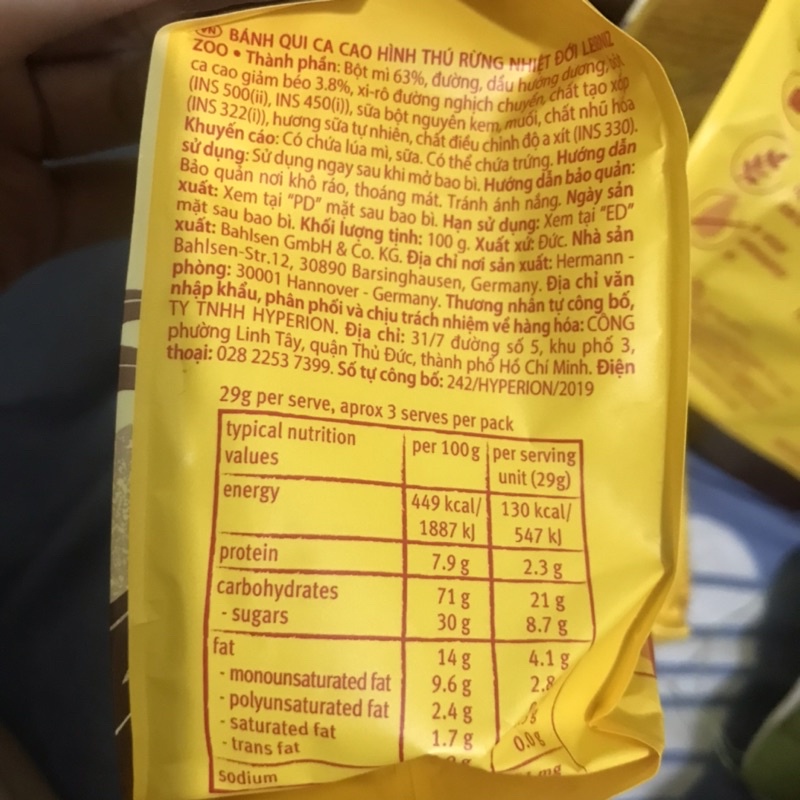 VN BÁNH QUI CA CAO HÌNH THÚ RỪNG NHIỆT ĐỚI LEIBNIZ
ZOO • Thành phần: Bột mì 63%, đường, dầu hướng dương, bột
ca cao giảm béo 3.8%, xi-rô đường nghịch chuyển, chất tạo xốp
(INS 500(ii), INS 450(i)), sữa bột nguyên kem, muối, chất nhũ hóa
(INS 322(i)), hương sữa tự nhiên, chất điều chỉnh độ a xít (INS 330).
Khuyến cáo: Có chứa lúa mì, sữa. Có thể chứa trứng. Hướng dẫn
sử dụng: Sử dụng ngay sau khi mở bao bì. Hướng dẫn bảo quản:
Bảo quản nơi khô ráo, thoáng mát. Tránh ánh nắng. Ngày sản
xuất: Xem tại "PD" mặt sau bao bì. Hạn sử dụng: Xem tại "ED"
mặt sau bao bì. Khối lượng tịnh: 100 g. Xuất xứ: Đức. Nhà sản
xuất: Bahlsen GmbH & Co. KG. Địa chỉ nơi sản xuất: Hermann -
Bahlsen-Str.12, 30890 Barsinghausen, Germany. Địa chỉ văn
phòng: 30001 Hannover - Germany. Thương nhân tự công bố,
nhập khẩu, phân phối và chịu trách nhiệm về hàng hóa: CÔNG
TY TNHH HYPERION. Địa chỉ: 31/7 đường số 5, khu phố 3,
phường Linh Tây, quận Thủ Đức, thành phố Hồ Chí Minh. Điện
thoại: 028 2253 7399. Số tự công bố: 242/HYPERION/2019
29g per serve, aprox 3 serves per pack
typical nutrition values per 100g per serving unit (29g)
energy 449 kcal/ 130 kcal/
1887 kJ 547 kJ
protein 7.9 g 2.3 g
carbohydrates 71 g 21 g
- sugars 30 g 8.7 g
fat 14 g 4.1 g
- monounsaturated fat 9.6 g 2.8
- polyunsaturated fat 2.4 g
- saturated fat 1.7 g
- trans fat 0.0g
sodium mg